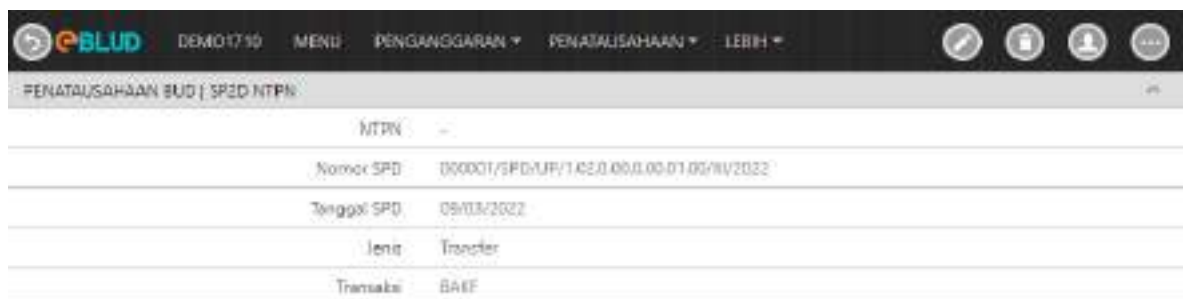 eBLUD DEMO1710 MENU PENGANGGARAN PENATAUSAHAAN LEBIH
PENATAUSAHAAN BUD | SP2D NTPN
NTPN -
Nomor SPD 000001/SPD/UP/1.02.0.00.0.00.01.00/III/2022
Tanggal SPD 09/03/2022
Jenis Transfer
Transaksi